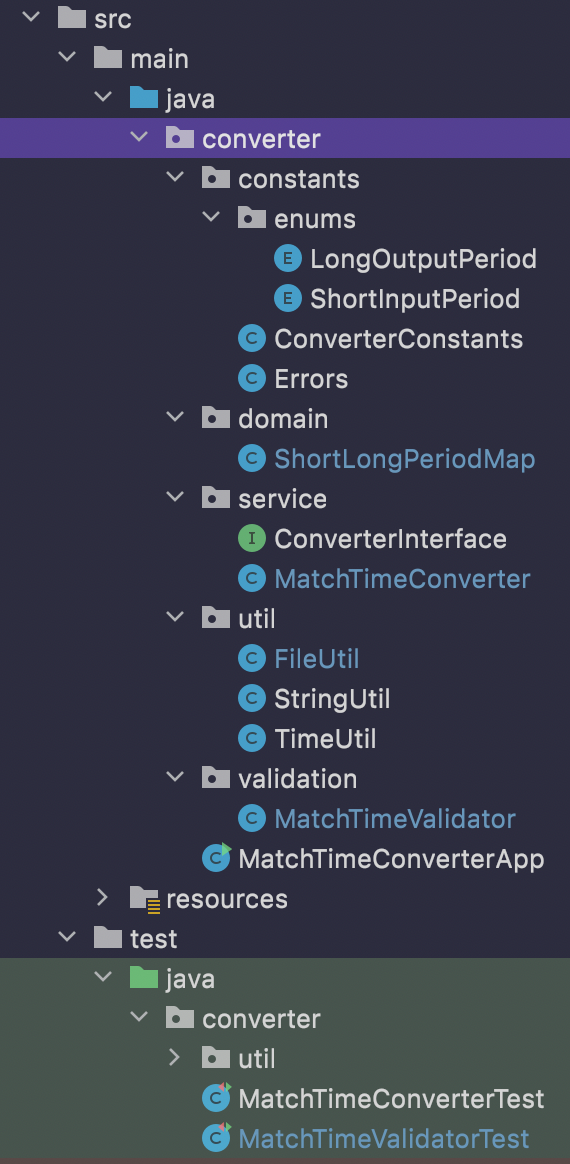 src
main
java
converter
constants
enums
E LongOutputPeriod
E ShortInputPeriod
C ConverterConstants
C Errors
domain
C ShortLongPeriodMap
service
I ConverterInterface
C MatchTimeConverter
util
C FileUtil
C StringUtil
C TimeUtil
validation
C MatchTimeValidator
C MatchTimeConverterApp
resources
test
java
converter
util
C MatchTimeConverterTest
C MatchTimeValidatorTest